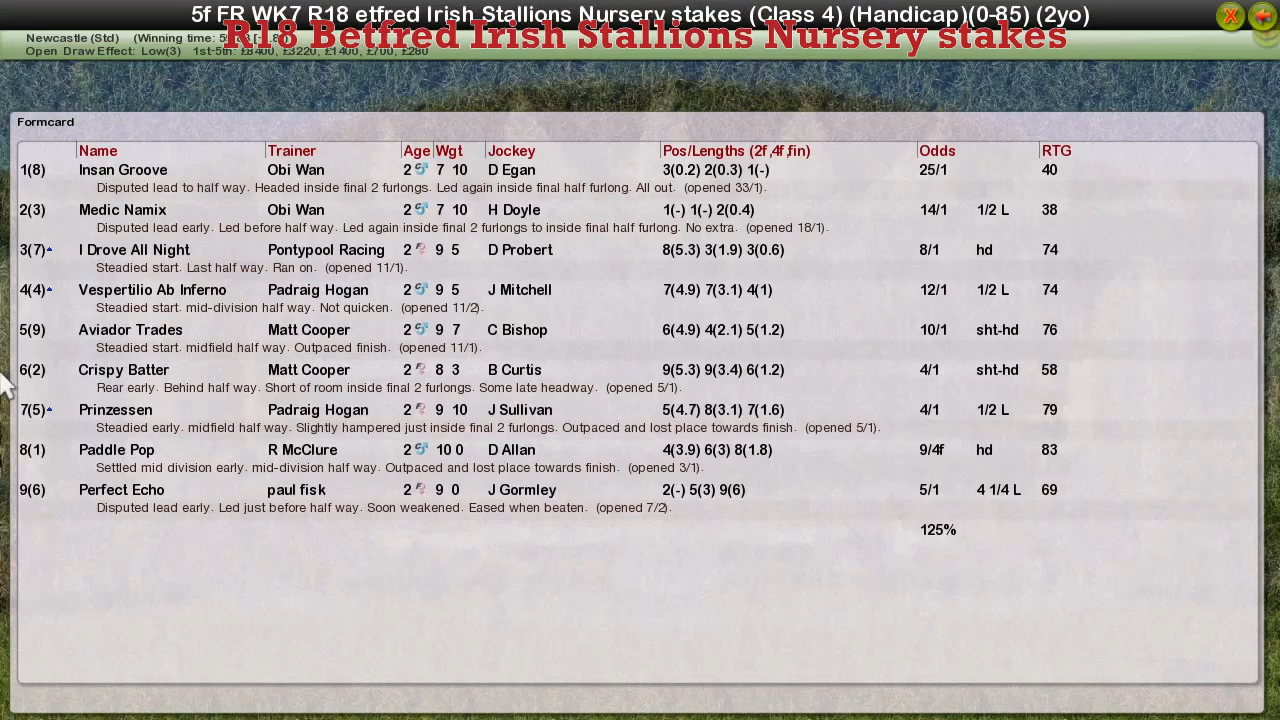 5f FR WK7 R18 etfred Irish Stallions Nursery stakes (Class 4) (Handicap)(0-85) (2yo)
R18 Betfred Irish Stallions Nursery stakes
Newcastle (Std) (Winning time:
Open Draw Effect: Low(3) 1st-5th: £8400, £3220, £1400, £700, £280
Formcard
Name Trainer Age Wgt Jockey Pos/Lengths (2f,4f,fin) Odds RTG
1(8) Insan Groove Obi Wan 2 7 10 D Egan 3(0.2) 2(0.3) 1(-) 25/1 40
Disputed lead to half way. Headed inside final 2 furlongs. Led again inside final half furlong. All out. (opened 33/1).
2(3) Medic Namix Obi Wan 2 7 10 H Doyle 1(-) 1(-) 2(0.4) 14/1 1/2 L 38
Disputed lead early. Led before half way. Led again inside final 2 furlongs to inside final half furlong. No extra. (opened 18/1).
3(7) I Drove All Night Pontypool Racing 2 9 5 D Probert 8(5.3) 3(1.9) 3(0.6) 8/1 hd 74
Steadied start. Last half way. Ran on. (opened 11/1).
4(4) Vespertilio Ab Inferno Padraig Hogan 2 9 5 J Mitchell 7(4.9) 7(3.1) 4(1) 12/1 1/2 L 74
Steadied start. mid-division half way. Not quicken. (opened 11/2).
5(9) Aviador Trades Matt Cooper 2 9 7 C Bishop 6(4.9) 4(2.1) 5(1.2) 10/1 sht-hd 76
Steadied start. midfield half way. Outpaced finish. (opened 11/1).
6(2) Crispy Batter Matt Cooper 2 8 3 B Curtis 9(5.3) 9(3.4) 6(1.2) 4/1 sht-hd 58
Rear early. Behind half way. Short of room inside final 2 furlongs. Some late headway. (opened 5/1).
7(5) Prinzessen Padraig Hogan 2 9 10 J Sullivan 5(4.7) 8(3.1) 7(1.6) 4/1 1/2 L 79
Steadied early. midfield half way. Slightly hampered just inside final 2 furlongs. Outpaced and lost place towards finish. (opened 5/1).
8(1) Paddle Pop R McClure 2 10 0 D Allan 4(3.9) 6(3) 8(1.8) 9/4f hd 83
Settled mid division early. mid-division half way. Outpaced and lost place towards finish. (opened 3/1).
9(6) Perfect Echo paul fisk 2 9 0 J Gormley 2(-) 5(3) 9(6) 5/1 4 1/4 L 69
Disputed lead early. Led just before half way. Soon weakened. Eased when beaten. (opened 7/2).
125%